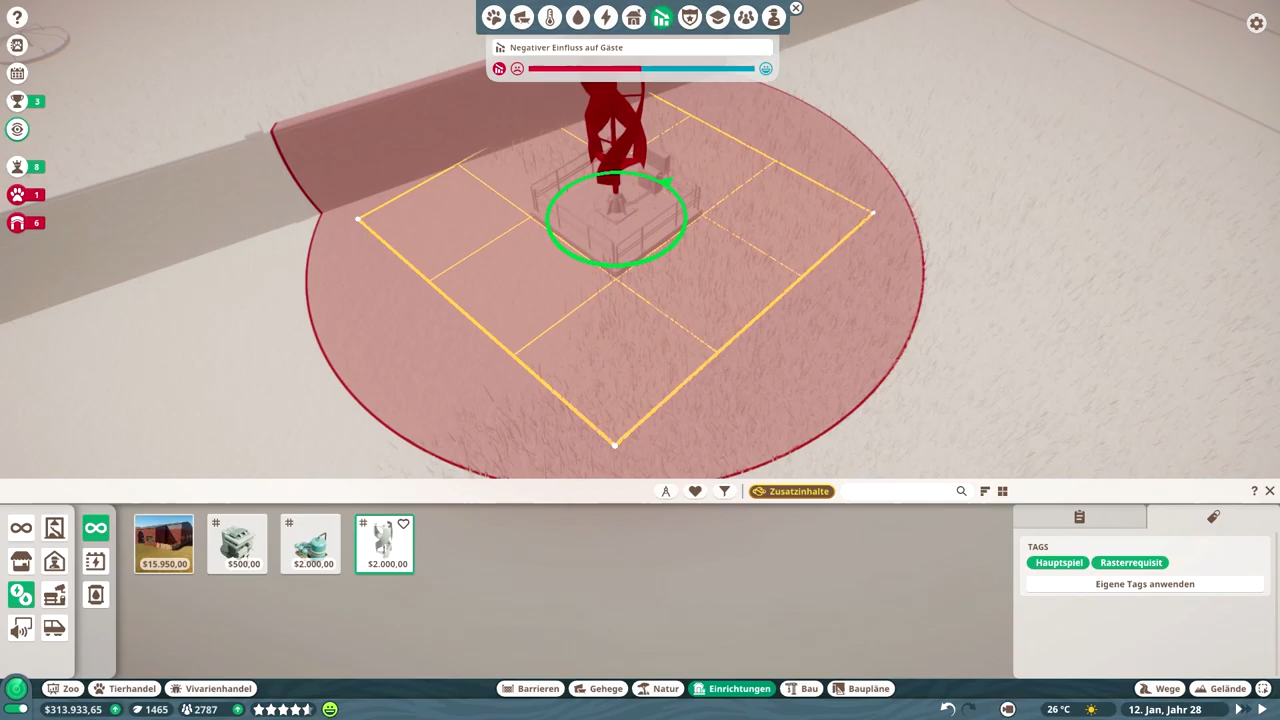 ?
Negativer Einfluss auf Gäste
3
8
1
6
Zusatzinhalte
?
$15.950,00
$500,00
$2.000,00
$2.000,00
TAGS
Hauptspiel
Rasterrequisit
Eigene Tags anwenden
Zoo
Tierhandel
Vivarienhandel
Barrieren
Gehege
Natur
Einrichtungen
Bau
Baupläne
Wege
Gelände
$313.933,65
1465
2787
26 °C
12. Jan, Jahr 28